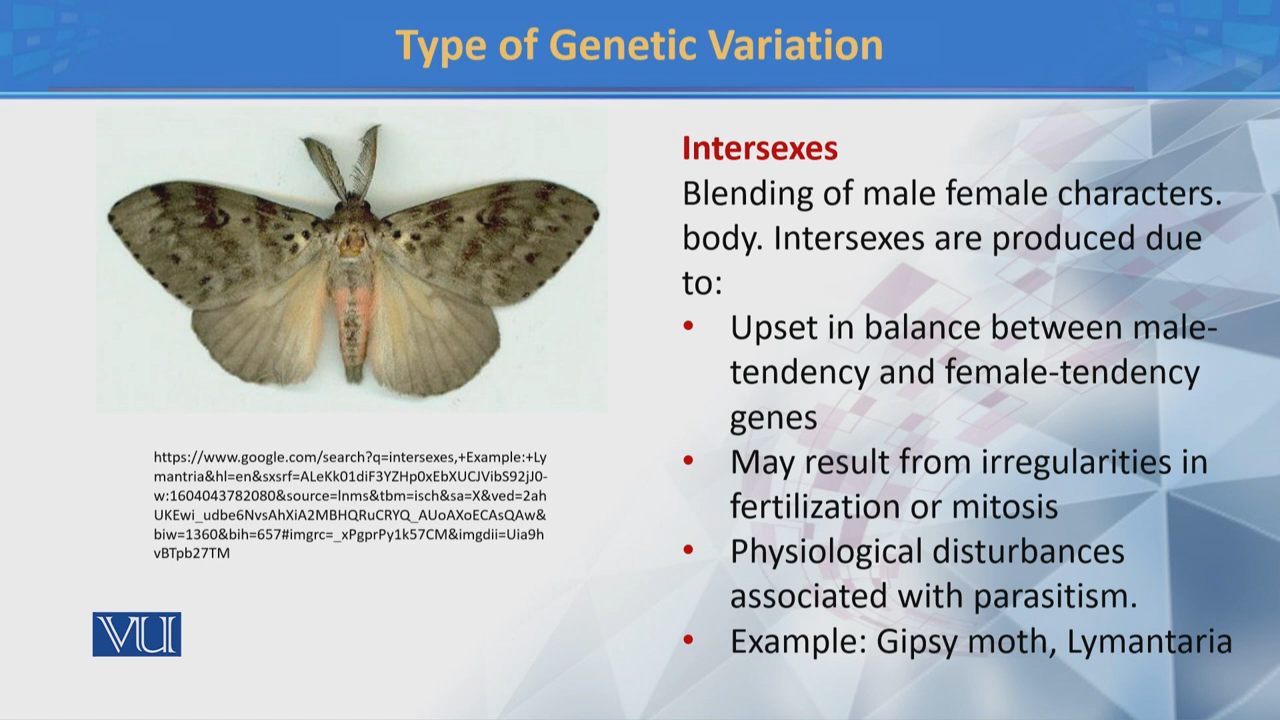 Type of Genetic Variation
Intersexes
Blending of male female characters.
body. Intersexes are produced due
to:
• Upset in balance between male-
tendency and female-tendency
genes
• May result from irregularities in
fertilization or mitosis
• Physiological disturbances
associated with parasitism.
• Example: Gipsy moth, Lymantaria
https://www.google.com/search?q=intersexes,+Example:+Ly
mantria&hl=en&sxsrf=ALeKk01diF3YZHp0xEbXUCJVibS92jJ0-
w:1604043782080&source=lnms&tbm=isch&sa=X&ved=2ah
UKEwi_udbe6NvsAhXiA2MBHQRuCRYQ_AUoAXoECAsQAw&
biw=1360&bih=657#imgrc=_xPgprPy1k57CM&imgdii=Uia9h
vBTpb27TM
VU